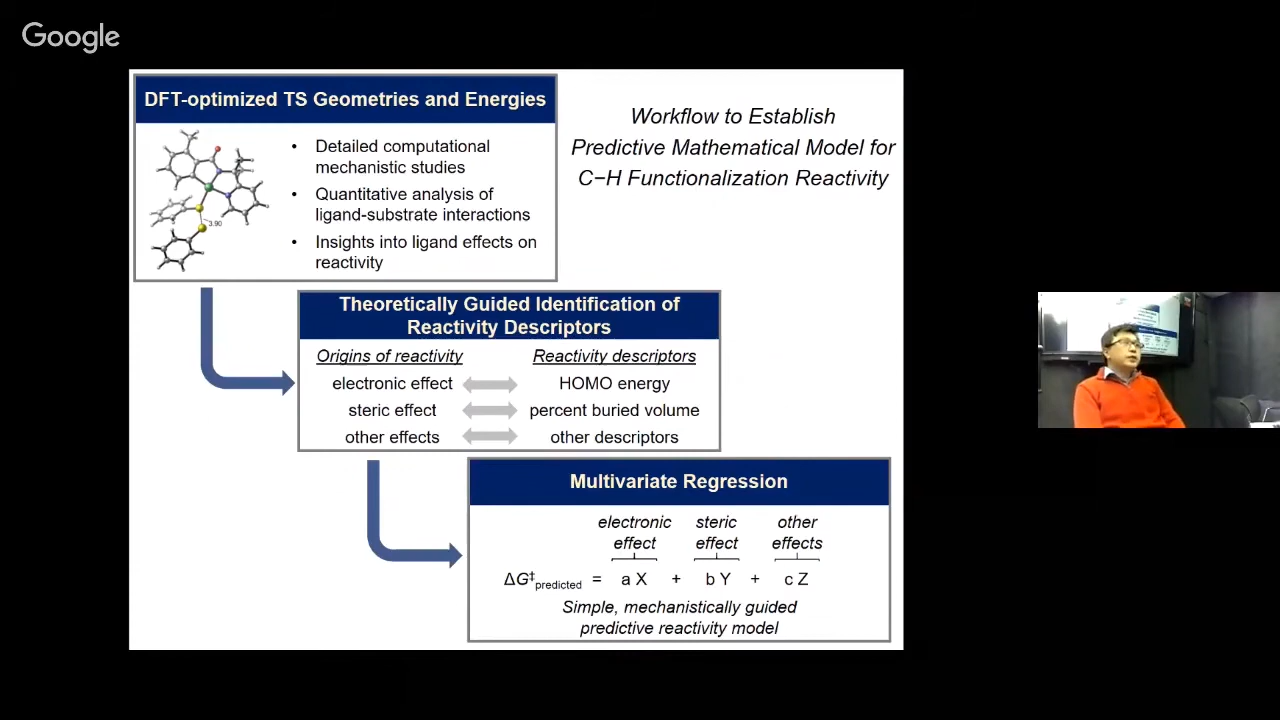 Google
DFT-optimized TS Geometries and Energies
• Detailed computational
mechanistic studies
• Quantitative analysis of
ligand-substrate interactions
• Insights into ligand effects on
reactivity
3.90
Workflow to Establish
Predictive Mathematical Model for
C−H Functionalization Reactivity
Theoretically Guided Identification of
Reactivity Descriptors
Origins of reactivity Reactivity descriptors
electronic effect HOMO energy
steric effect percent buried volume
other effects other descriptors
Multivariate Regression
electronic steric other
effect effect effects
ΔG‡predicted = a X + b Y + c Z
Simple, mechanistically guided
predictive reactivity model